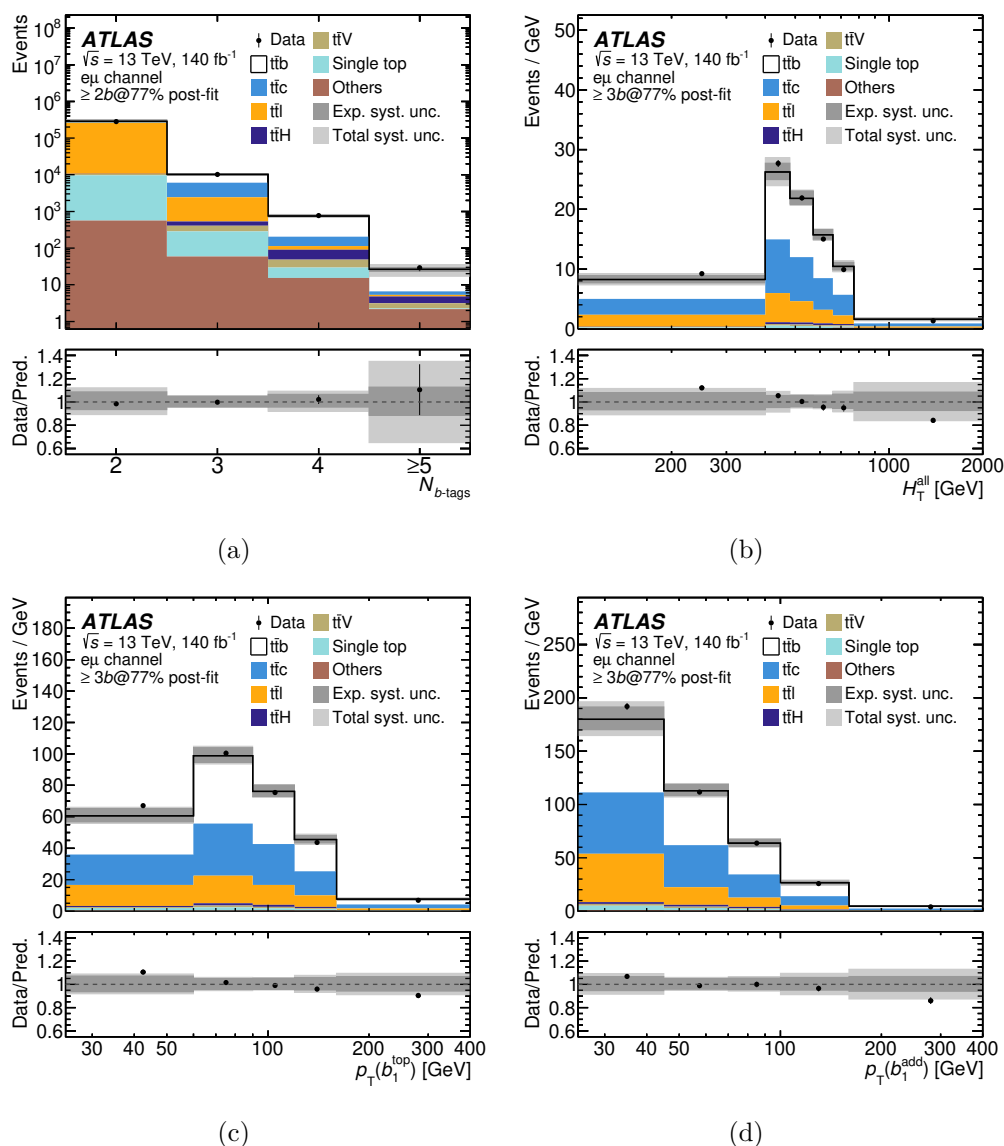 Events
10⁸
10⁷
10⁶
10⁵
10⁴
10³
10²
10
1
ATLAS
√s = 13 TeV, 140 fb⁻¹
eμ channel
≥ 2b@77% post-fit
Data
tt̄b
tt̄c
tt̄l
tt̄H
tt̄V
Single top
Others
Exp. syst. unc.
Total syst. unc.
Data/Pred.
1.4
1.2
1.0
0.8
0.6
2 3 4 ≥5
N_b-tags
(a)
Events / GeV
50
40
30
20
10
0
ATLAS
√s = 13 TeV, 140 fb⁻¹
eμ channel
≥ 3b@77% post-fit
Data
tt̄b
tt̄c
tt̄l
tt̄H
tt̄V
Single top
Others
Exp. syst. unc.
Total syst. unc.
Data/Pred.
1.4
1.2
1.0
0.8
0.6
200 300 1000 2000
H_T^all [GeV]
(b)
Events / GeV
180
160
140
120
100
80
60
40
20
0
ATLAS
√s = 13 TeV, 140 fb⁻¹
eμ channel
≥ 3b@77% post-fit
Data
tt̄b
tt̄c
tt̄l
tt̄H
tt̄V
Single top
Others
Exp. syst. unc.
Total syst. unc.
Data/Pred.
1.4
1.2
1.0
0.8
0.6
30 40 100 200 300 400
p_T(b_1^top) [GeV]
(c)
Events / GeV
250
200
150
100
50
0
ATLAS
√s = 13 TeV, 140 fb⁻¹
eμ channel
≥ 3b@77% post-fit
Data
tt̄b
tt̄c
tt̄l
tt̄H
tt̄V
Single top
Others
Exp. syst. unc.
Total syst. unc.
Data/Pred.
1.4
1.2
1.0
0.8
0.6
30 40 100 200 300 400
p_T(b_1^add) [GeV]
(d)